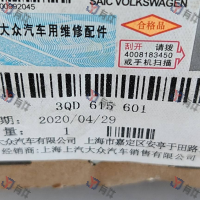 SAIC VOLKSWAGEN
大众汽车用维修配件
合格品
刮开 请拨
4008183450
或手机扫描
3QD 615 601
期: 2020/04/29
量: 1
大众汽车有限公司 上海市嘉定区安亭于田路
经销商: 上海上汽大众汽车销售有限公司